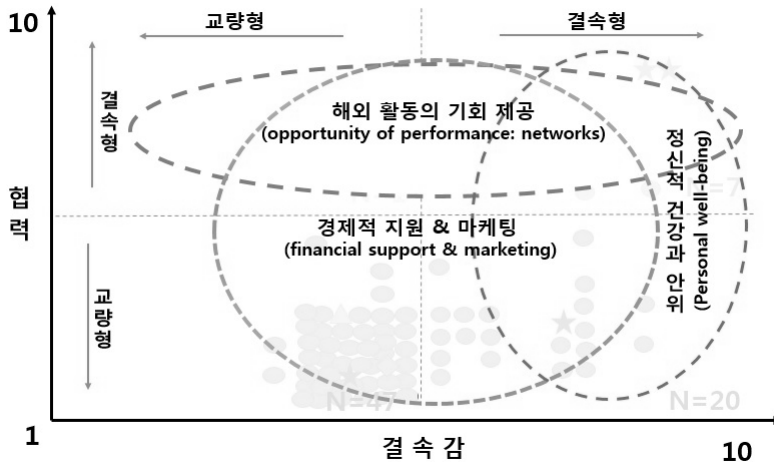 10
교량형
결속형
결속형
해외 활동의 기회 제공
(opportunity of performance: networks)
정신적 건강과 안위
(Personal well-being)
N=7
협력
경제적 지원 & 마케팅
(financial support & marketing)
교량형
N=47
N=20
1
결속감
10